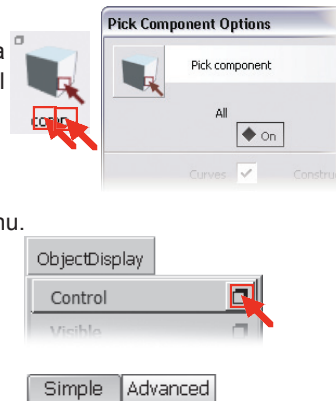 Pick Component Options
a
Pick component
l
comp
All
On
Curves
Constru
nu.
ObjectDisplay
Control
Visible
Simple Advanced